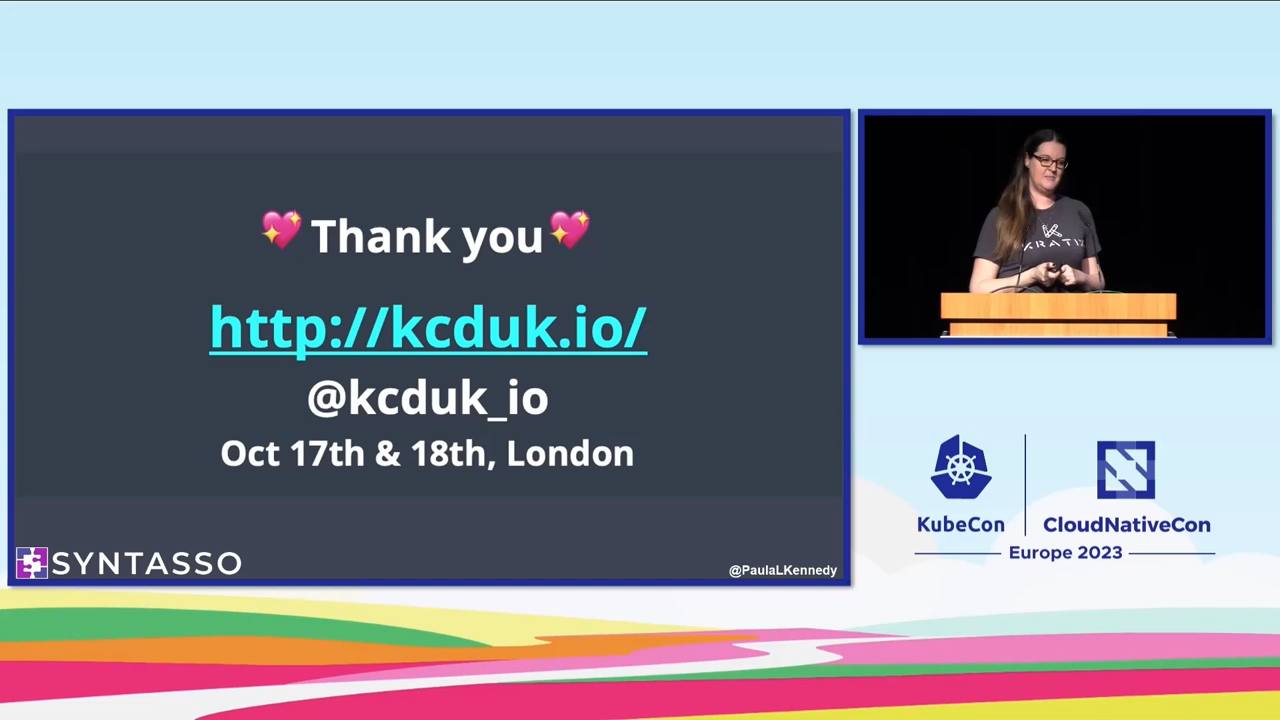 Thank you
http://kcduk.io/
@kcduk_io
Oct 17th & 18th, London
SYNTASSO
@PaulaLKennedy
KubeCon
CloudNativeCon
Europe 2023